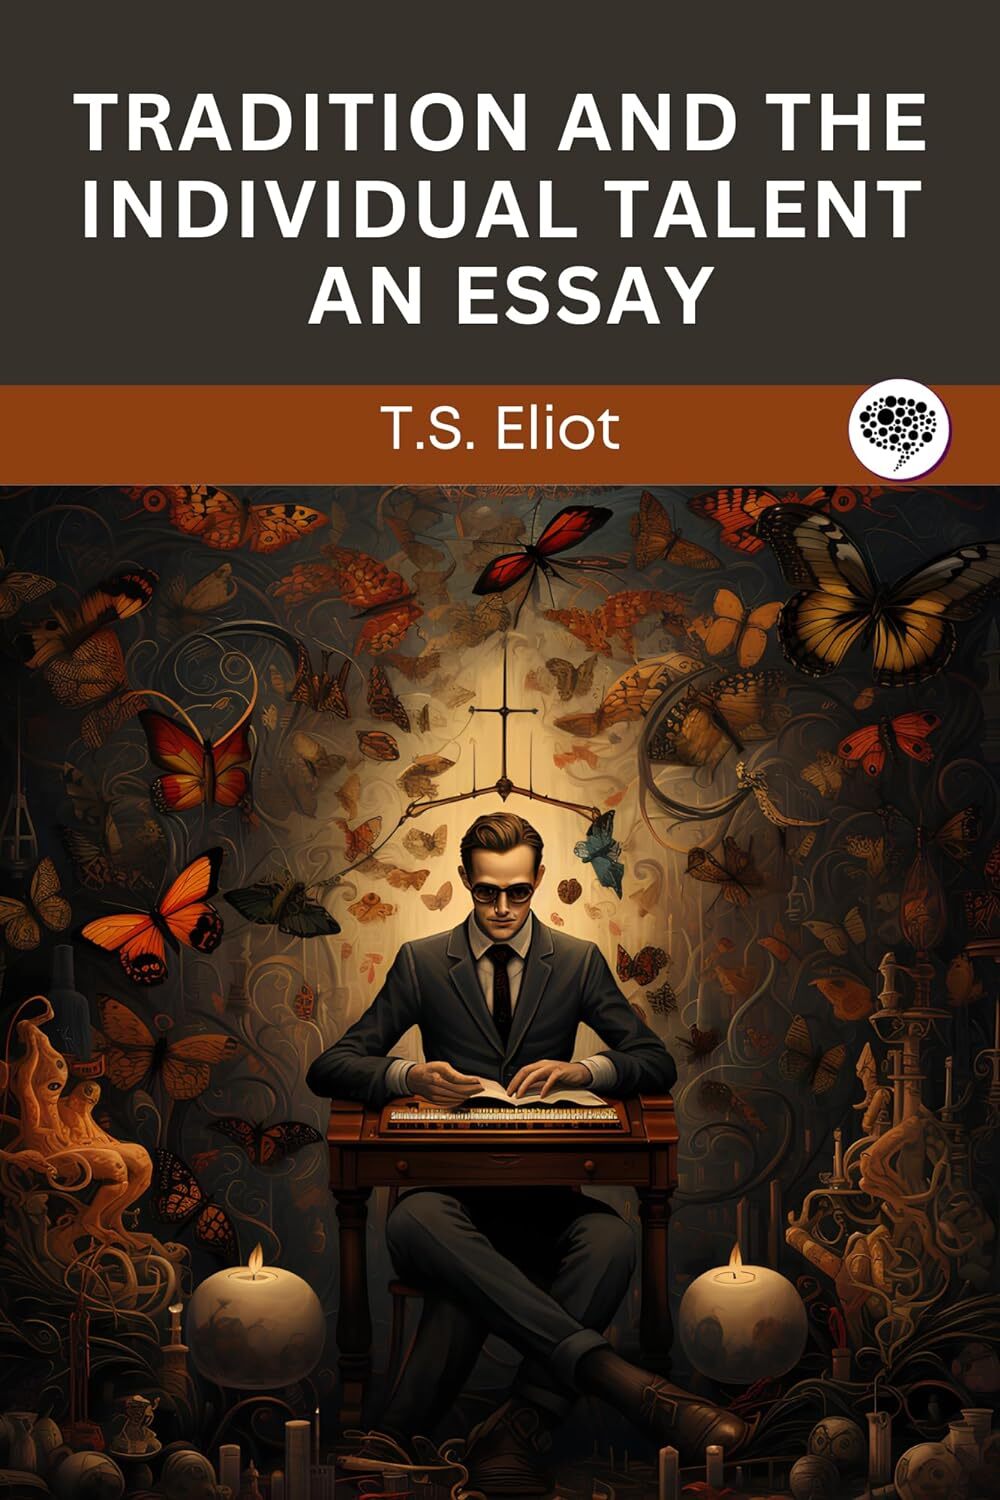 TRADITION AND THE
INDIVIDUAL TALENT
AN ESSAY
T.S. Eliot